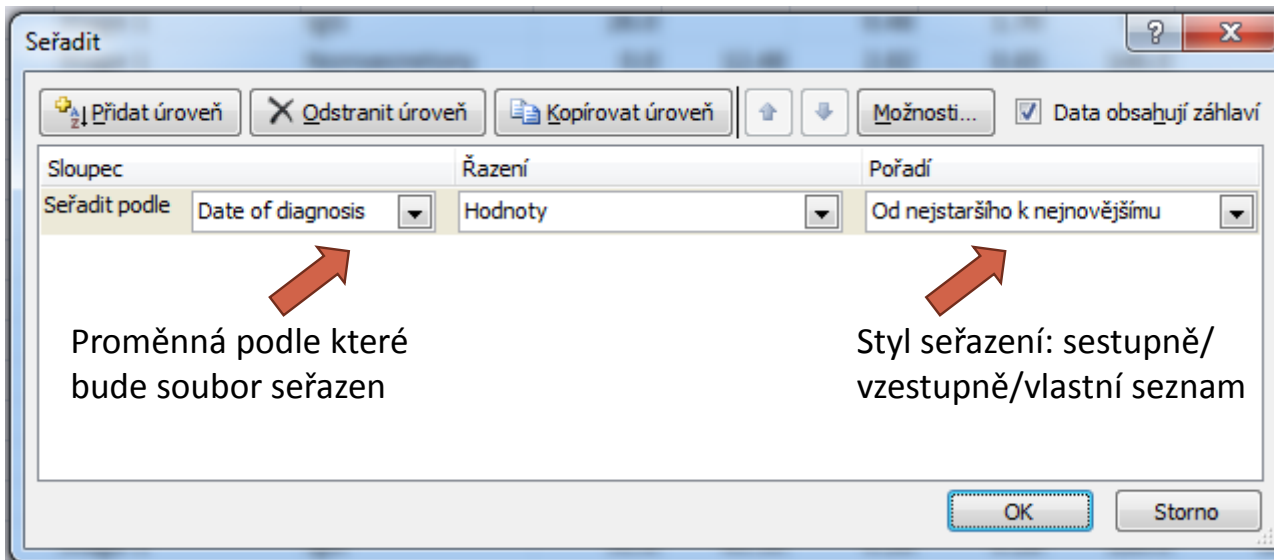 Seřadit
Přidat úroveň Odstranit úroveň Kopírovat úroveň Možnosti... Data obsahují záhlaví
Sloupec Řazení Pořadí
Seřadit podle Date of diagnosis Hodnoty Od nejstaršího k nejnovějšímu
Proměnná podle které
bude soubor seřazen
Styl seřazení: sestupně/
vzestupně/vlastní seznam
OK Storno